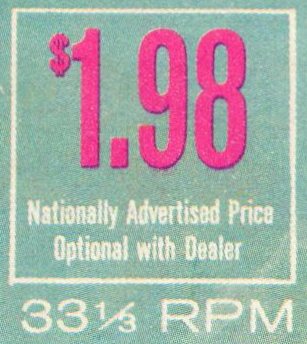 $1.98
Nationally Advertised Price
Optional with Dealer
33⅓ RPM